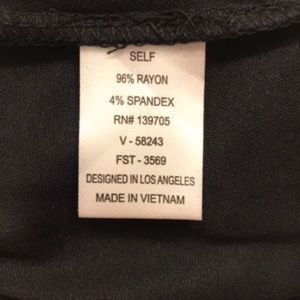 SELF
96% RAYON
4% SPANDEX
RN# 139705
V - 58243
FST - 3569
DESIGNED IN LOS ANGELES
MADE IN VIETNAM